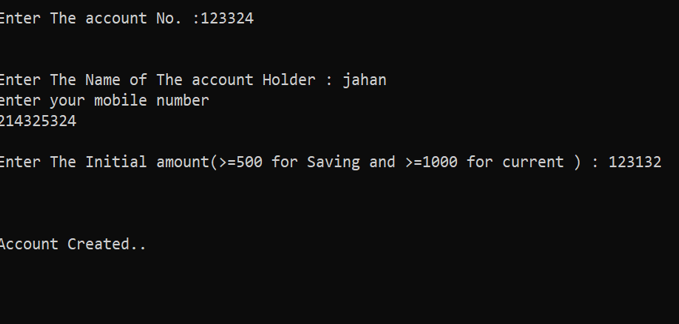 Enter The account No. :123324
Enter The Name of The account Holder : jahan
enter your mobile number
214325324
Enter The Initial amount(>=500 for Saving and >=1000 for current ) : 123132
Account Created..